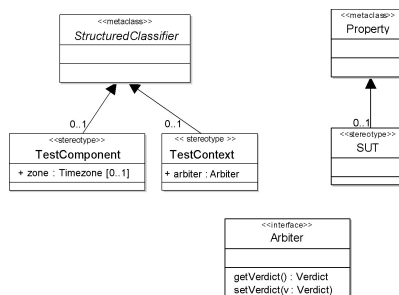 <<metaclass>>
StructuredClassifier
<<metaclass>>
Property
0..1
0..1
0..1
<<stereotype>>
TestComponent
+ zone : Timezone [0..1]
<< stereotype >>
TestContext
+ arbiter : Arbiter
<<stereotype>>
SUT
<<interface>>
Arbiter
getVerdict() : Verdict
setVerdict(v : Verdict)